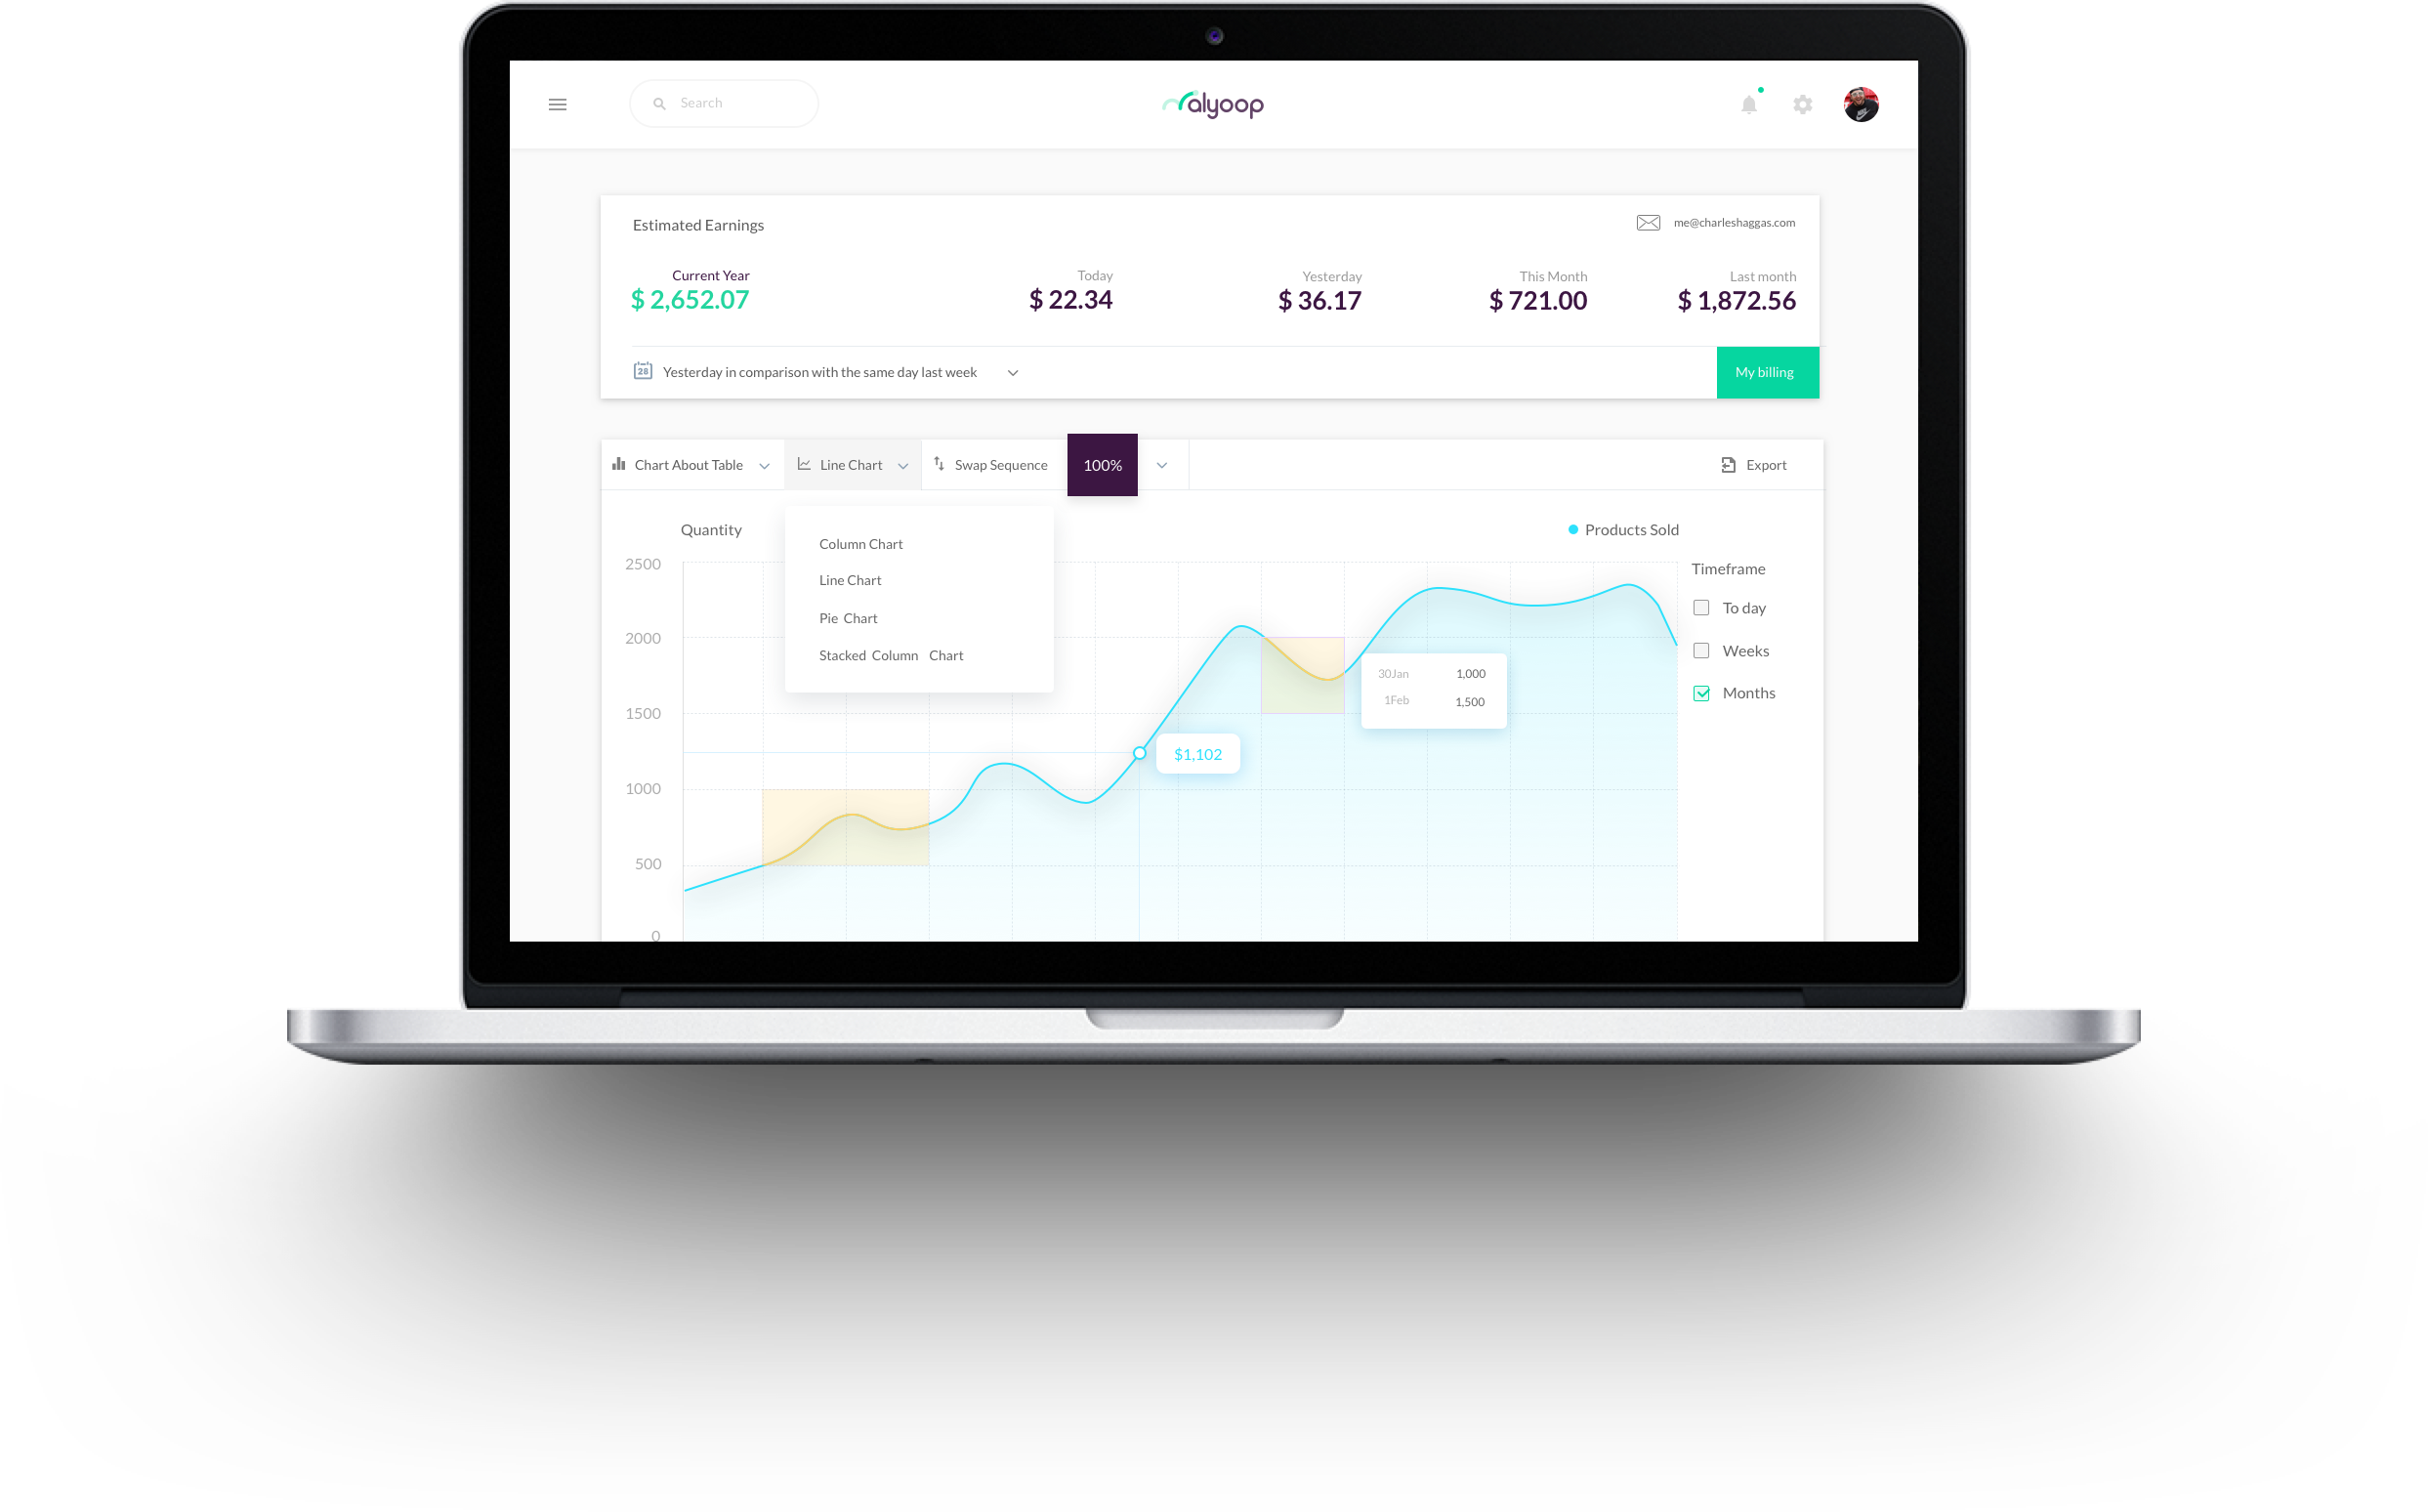 Search
alyoop
Estimated Earnings
me@charleshaggas.com
Current Year
Today
Yesterday
This Month
Last month
$ 2,652.07
$ 22.34
$ 36.17
$ 721.00
$ 1,872.56
28
Yesterday in comparison with the same day last week
My billing
Chart About Table
Line Chart
Swap Sequence
100%
Export
Quantity
Products Sold
Column Chart
Line Chart
Pie Chart
Stacked Column Chart
2500
2000
1500
1000
500
0
Timeframe
To day
Weeks
Months
30Jan 1,000
1Feb 1,500
$1,102